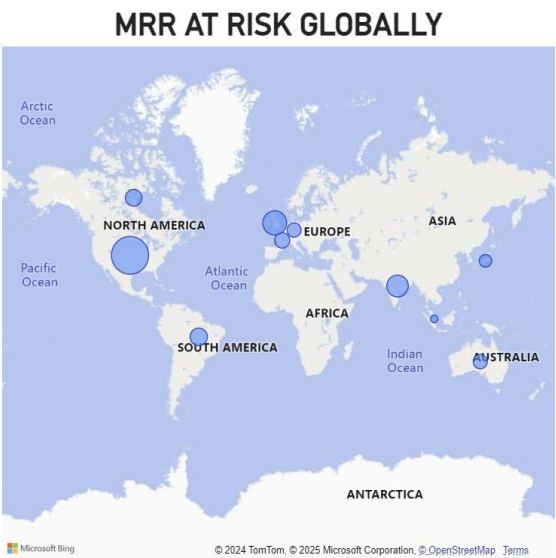 MRR AT RISK GLOBALLY
Arctic
Ocean
NORTH AMERICA
EUROPE
ASIA
Pacific
Ocean
Atlantic
Ocean
AFRICA
SOUTH AMERICA
Indian
Ocean
AUSTRALIA
ANTARCTICA
Microsoft Bing
© 2024 TomTom, © 2025 Microsoft Corporation, © OpenStreetMap Terms